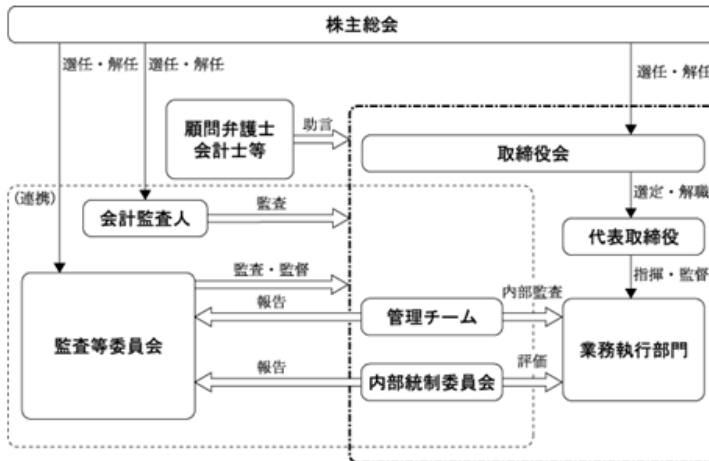 株主総会
選任・解任
選任・解任
選任・解任
顧問弁護士
会計士等
助言
取締役会
(連携)
会計監査人
監査
選定・解職
代表取締役
監査・監督
指揮・監督
報告
管理チーム
内部監査
監査等委員会
業務執行部門
報告
内部統制委員会
評価